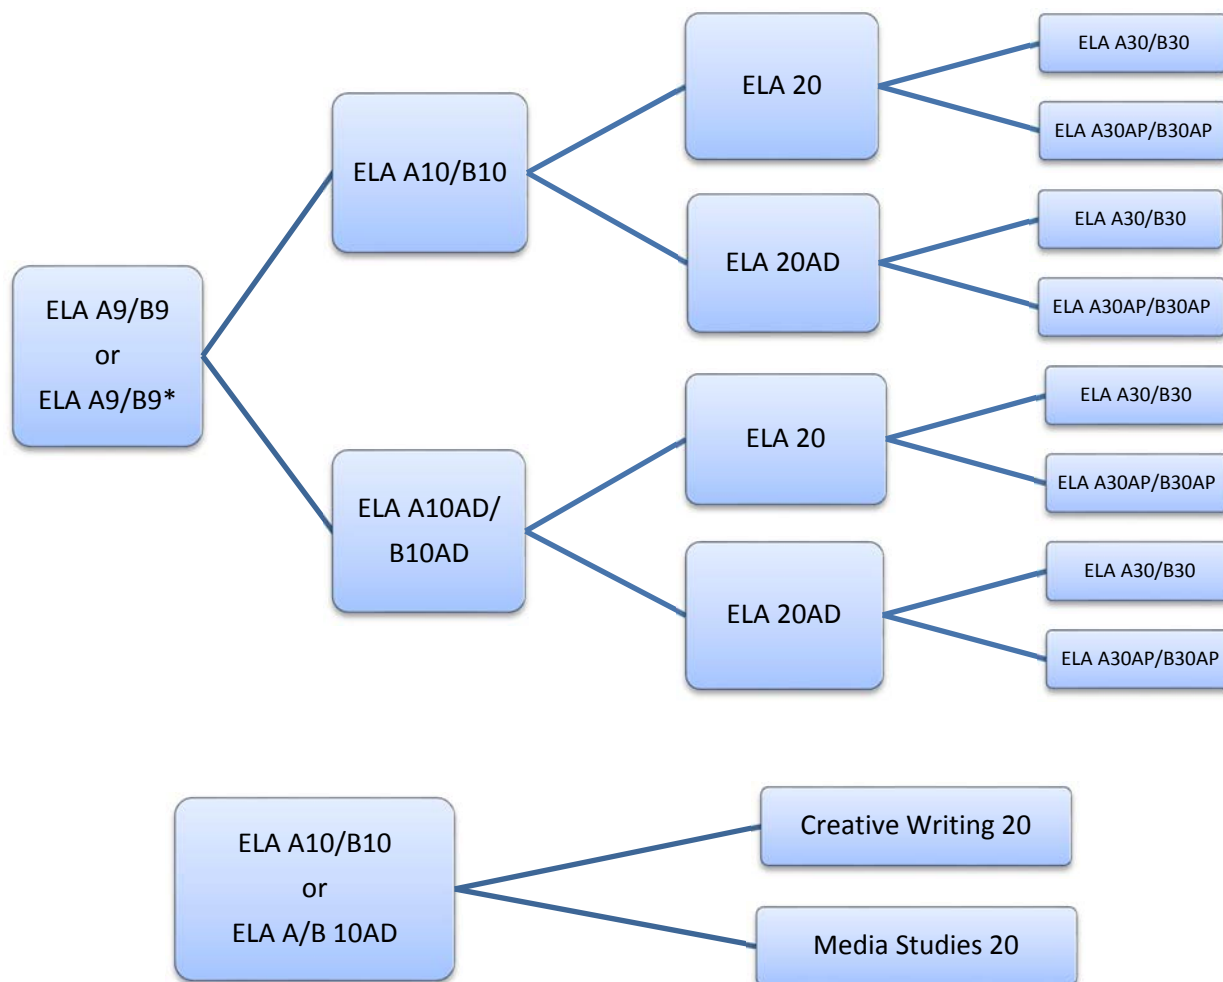 ELA A9/B9
or
ELA A9/B9*
ELA A10/B10
ELA A10AD/
B10AD
ELA 20
ELA 20AD
ELA 20
ELA 20AD
ELA A30/B30
ELA A30AP/B30AP
ELA A30/B30
ELA A30AP/B30AP
ELA A30/B30
ELA A30AP/B30AP
ELA A30/B30
ELA A30AP/B30AP
ELA A10/B10
or
ELA A/B 10AD
Creative Writing 20
Media Studies 20